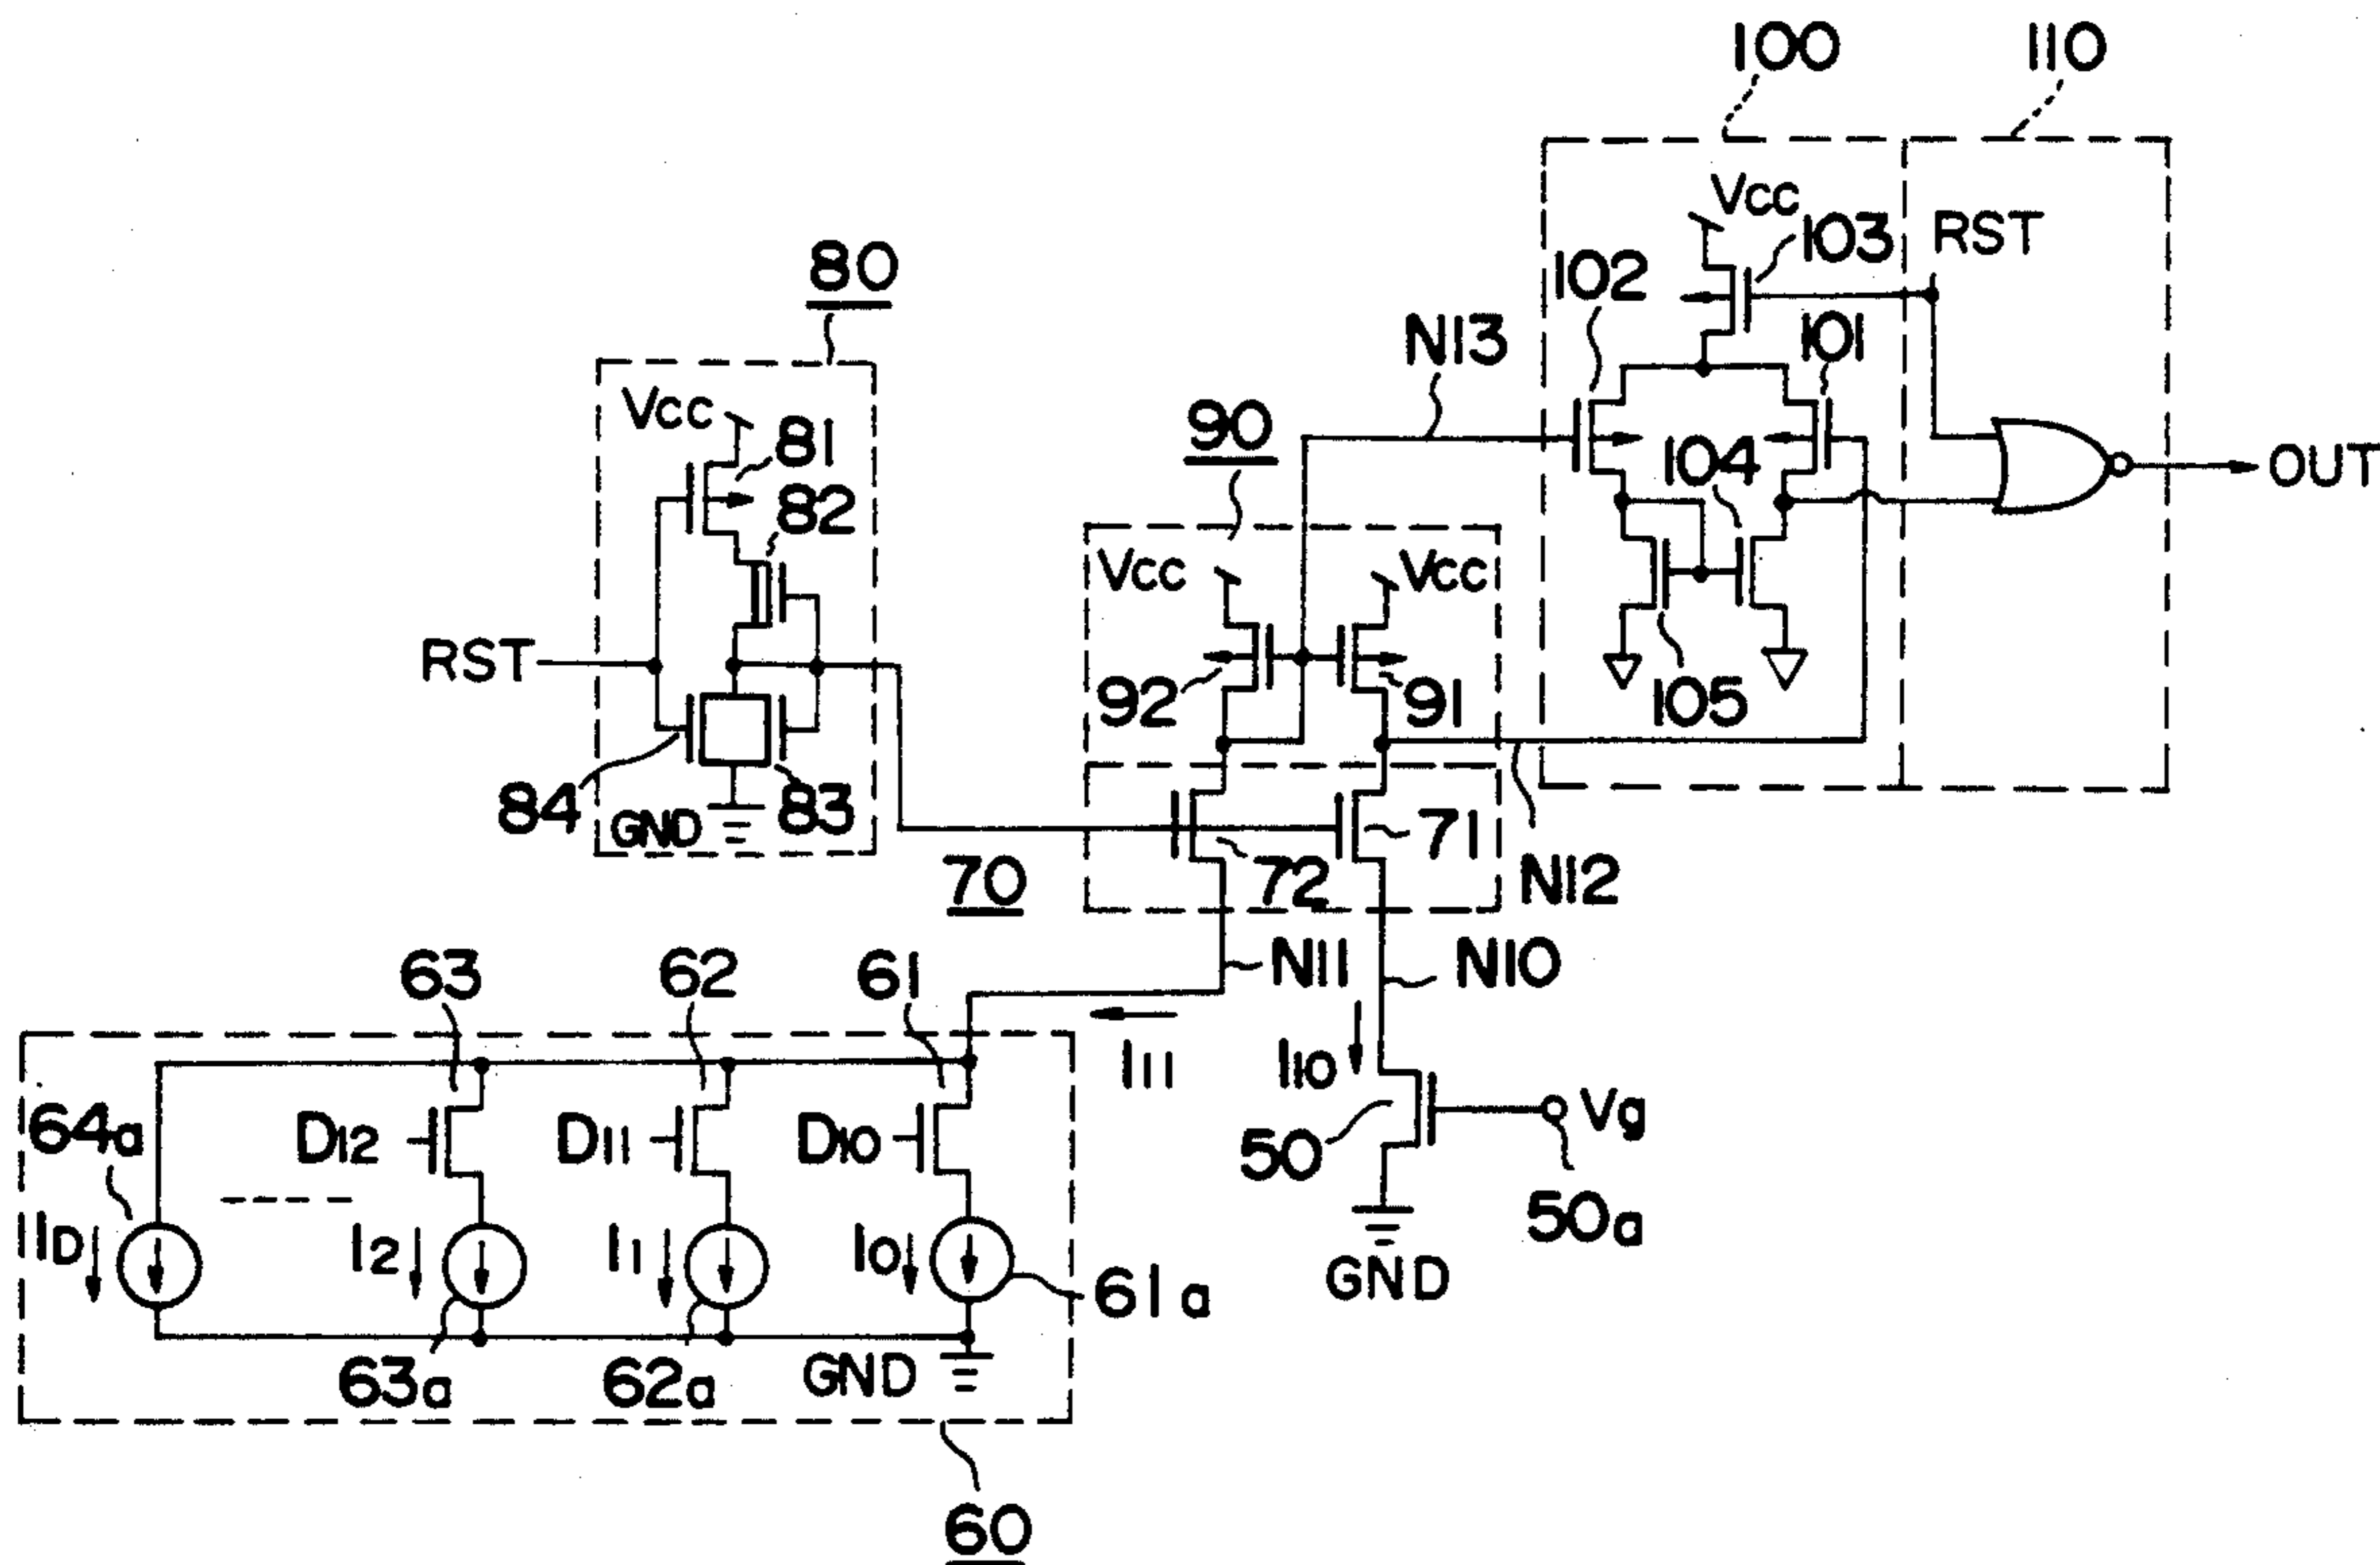 100
110
Vcc
103
RST
102
80
101
N13
Vcc
81
90
104
OUT
82
Vcc
Vcc
RST
92
91
105
84
GND
83
71
70
72
N12
63
62
61
N11
N10
I11
I10
64a
D12
D11
D10
50
Vg
50a
ID
I2
I1
I0
61a
GND
63a
62a
GND
60